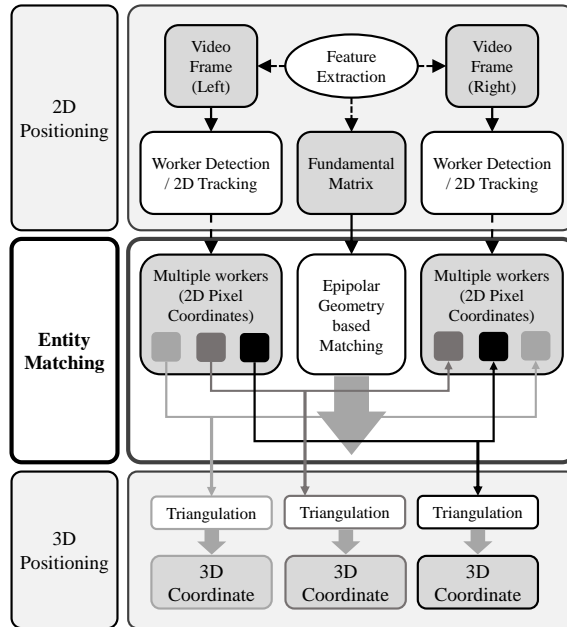 2D
Positioning
Video
Frame
(Left)
Feature
Extraction
Video
Frame
(Right)
Worker Detection
/ 2D Tracking
Fundamental
Matrix
Worker Detection
/ 2D Tracking
Entity
Matching
Multiple workers
(2D Pixel
Coordinates)
Epipolar
Geometry
based
Matching
Multiple workers
(2D Pixel
Coordinates)
3D
Positioning
Triangulation
Triangulation
Triangulation
3D
Coordinate
3D
Coordinate
3D
Coordinate